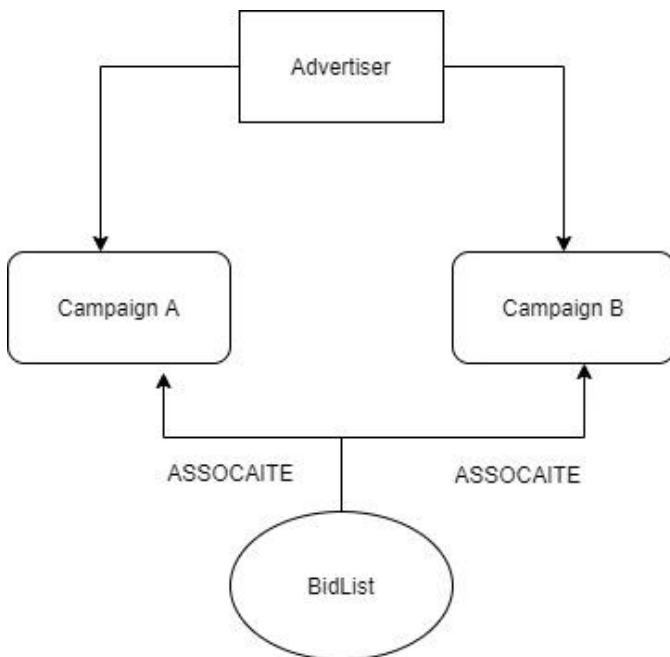 Advertiser
Campaign A
Campaign B
ASSOCAITE
ASSOCAITE
BidList